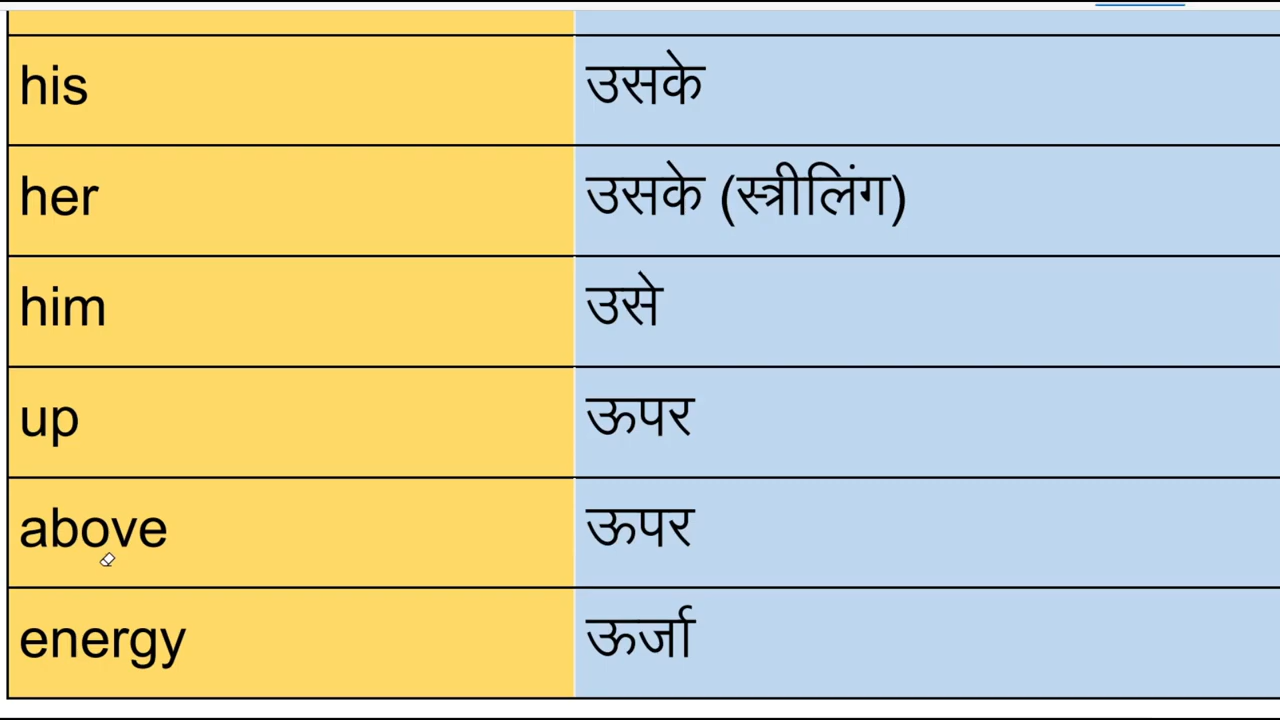 his उसके
her उसके (स्त्रीलिंग)
him उसे
up ऊपर
above ऊपर
energy ऊर्जा